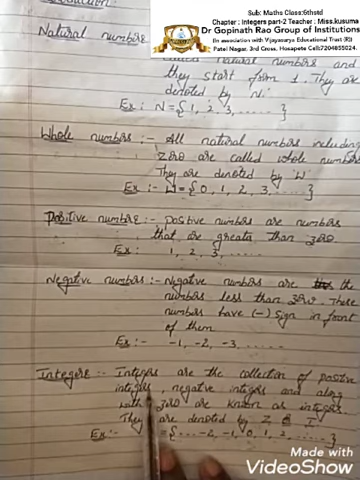 Sub: Maths Class:6thstd
Chapter : Integers part-2 Teacher : Miss.kusuma
Dr Gopinath Rao Group of Institutions
(In association with Vijayasurya Educational Trust (R))
Patel Nagar, 3rd Cross, Hosapete Cell:7204855024.
Natural numbers
called natural numbers and
they start from 1. They are
denoted by 'N'
Ex: N={1, 2, 3, ......}
Whole numbers :- All natural numbers including
zero are called whole numbers
They are denoted by 'W'
Ex :- W={0, 1, 2, 3, ......}
Positive numbers :- positive numbers are numbers
that are greater than zero
Ex: 1, 2, 3, ......
Negative numbers :- Negative numbers are the
numbers less than zero. These
numbers have (-) sign in front
of them
Ex :- -1, -2, -3, ......
Integers :- Integers are the collection of positive
integers, negative integers and along
with zero are known as integers.
They are denoted by Z I
Ex :- ={....-2, -1, 0, 1, 2, ......}
Made with
VideoShow